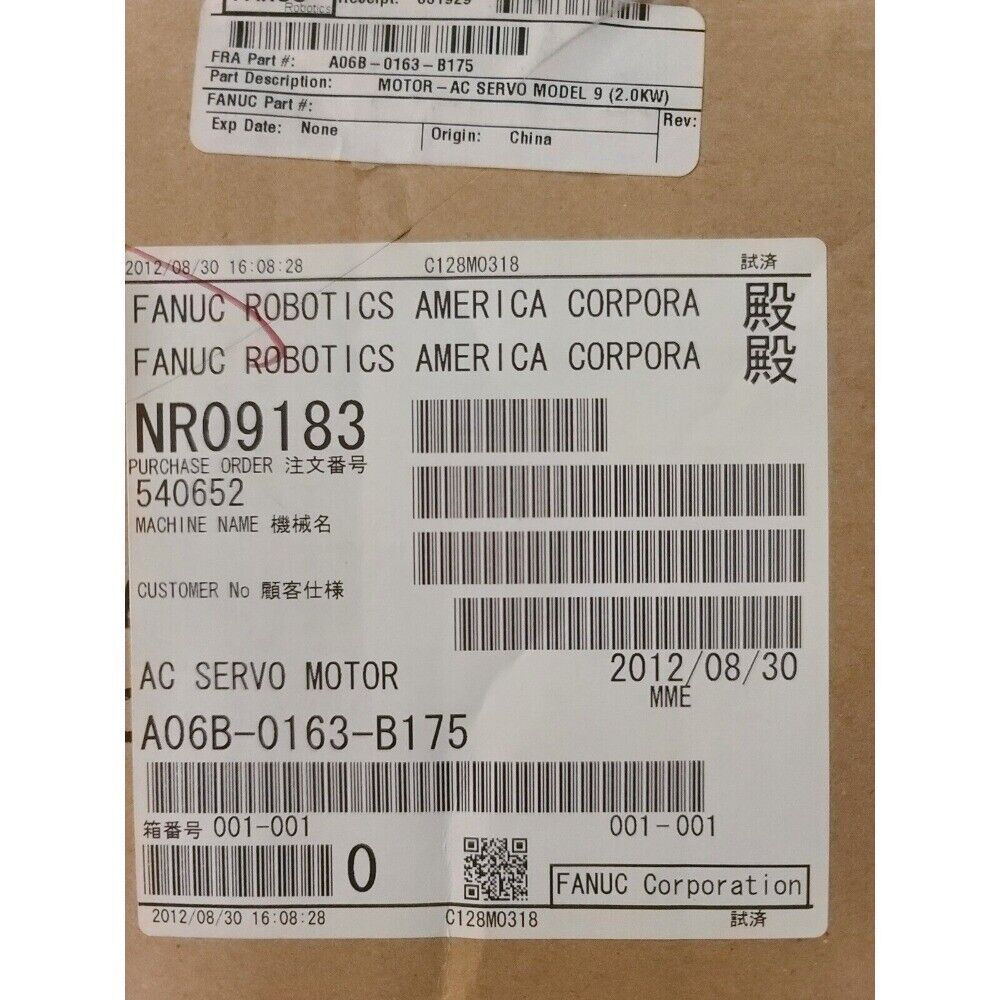 Robotics Receipt: 031929
FRA Part #: A06B-0163-B175
Part Description: MOTOR-AC SERVO MODEL 9 (2.0KW)
FANUC Part #:
Rev:
Exp Date: None Origin: China
2012/08/30 16:08:28 C128M0318 試済
FANUC ROBOTICS AMERICA CORPORA 殿
FANUC ROBOTICS AMERICA CORPORA 殿
NR09183
PURCHASE ORDER 注文番号
540652
MACHINE NAME 機械名
CUSTOMER No 顧客仕様
AC SERVO MOTOR 2012/08/30
MME
A06B-0163-B175
箱番号 001-001 001-001
0
FANUC Corporation
2012/08/30 16:08:28 C128M0318 試済